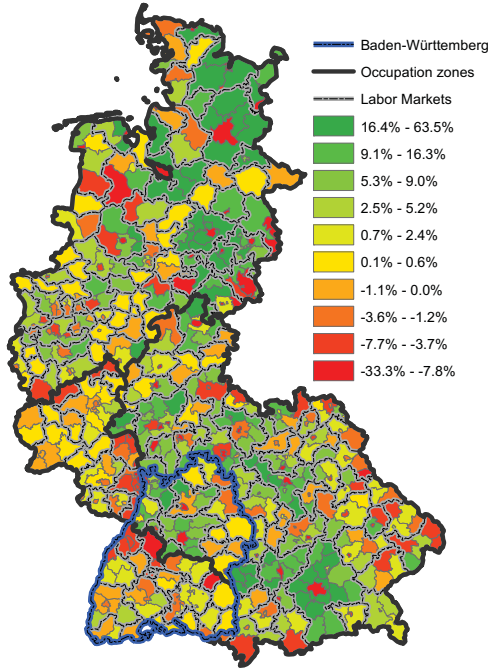 Baden-Württemberg
Occupation zones
Labor Markets
16.4% - 63.5%
9.1% - 16.3%
5.3% - 9.0%
2.5% - 5.2%
0.7% - 2.4%
0.1% - 0.6%
-1.1% - 0.0%
-3.6% - -1.2%
-7.7% - -3.7%
-33.3% - -7.8%